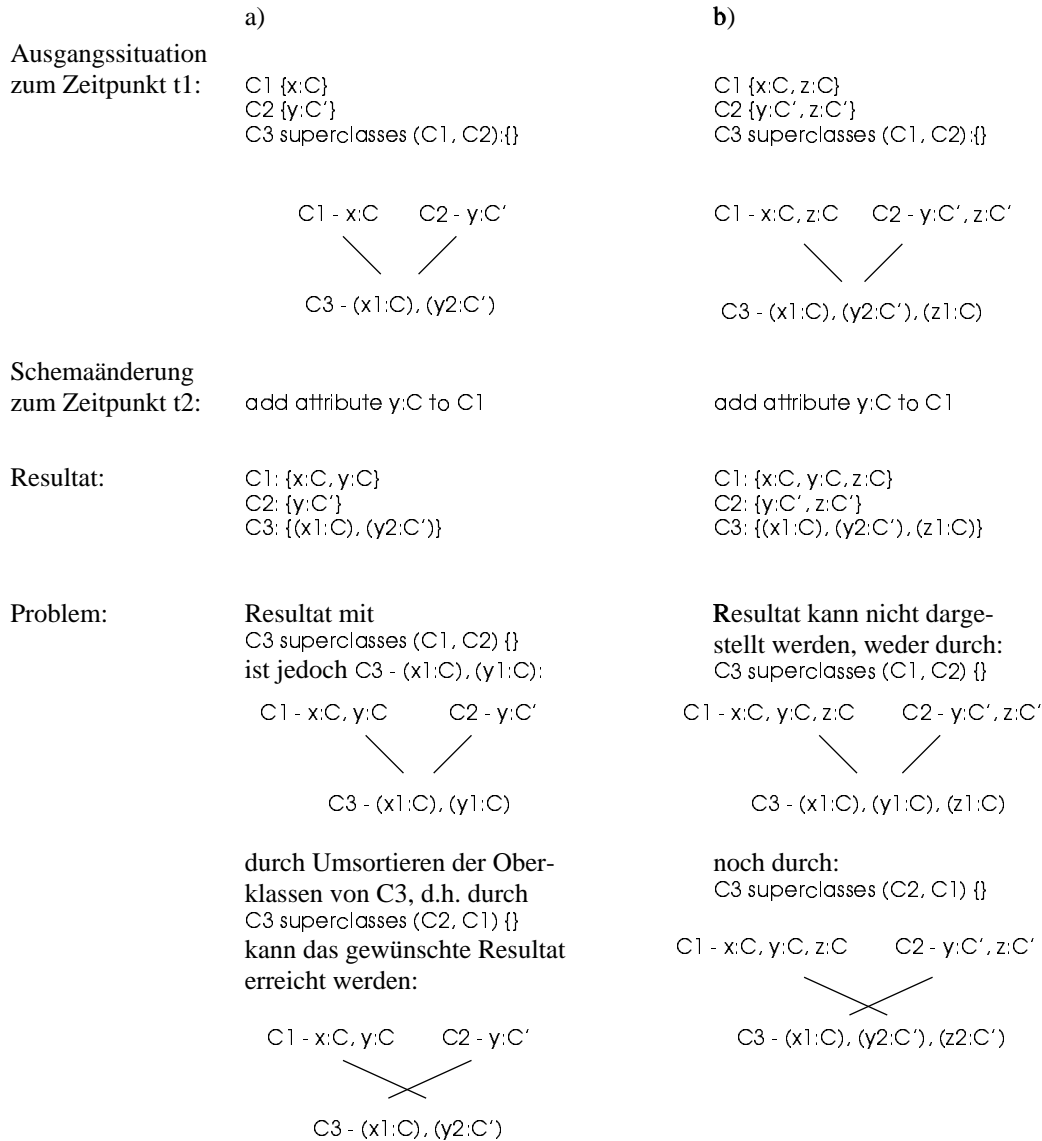 a)
b)
Ausgangssituation
zum Zeitpunkt t1:
C1 {x:C}
C2 {y:C'}
C3 superclasses (C1, C2):{}
C1 {x:C, z:C}
C2 {y:C', z:C'}
C3 superclasses (C1, C2):{}
C1 - x:C
C2 - y:C'
C3 - (x1:C), (y2:C')
C1 - x:C, z:C
C2 - y:C', z:C'
C3 - (x1:C), (y2:C'), (z1:C)
Schemaänderung
zum Zeitpunkt t2:
add attribute y:C to C1
add attribute y:C to C1
Resultat:
C1: {x:C, y:C}
C2: {y:C'}
C3: {(x1:C), (y2:C')}
C1: {x:C, y:C, z:C}
C2: {y:C', z:C'}
C3: {(x1:C), (y2:C'), (z1:C)}
Problem:
Resultat mit
C3 superclasses (C1, C2) {}
ist jedoch C3 - (x1:C), (y1:C):
C1 - x:C, y:C
C2 - y:C'
C3 - (x1:C), (y1:C)
durch Umsortieren der Ober-
klassen von C3, d.h. durch
C3 superclasses (C2, C1) {}
kann das gewünschte Resultat
erreicht werden:
C1 - x:C, y:C
C2 - y:C'
C3 - (x1:C), (y2:C')
Resultat kann nicht darge-
stellt werden, weder durch:
C3 superclasses (C1, C2) {}
C1 - x:C, y:C, z:C
C2 - y:C', z:C'
C3 - (x1:C), (y1:C), (z1:C)
noch durch:
C3 superclasses (C2, C1) {}
C1 - x:C, y:C, z:C
C2 - y:C', z:C'
C3 - (x1:C), (y2:C'), (z2:C')